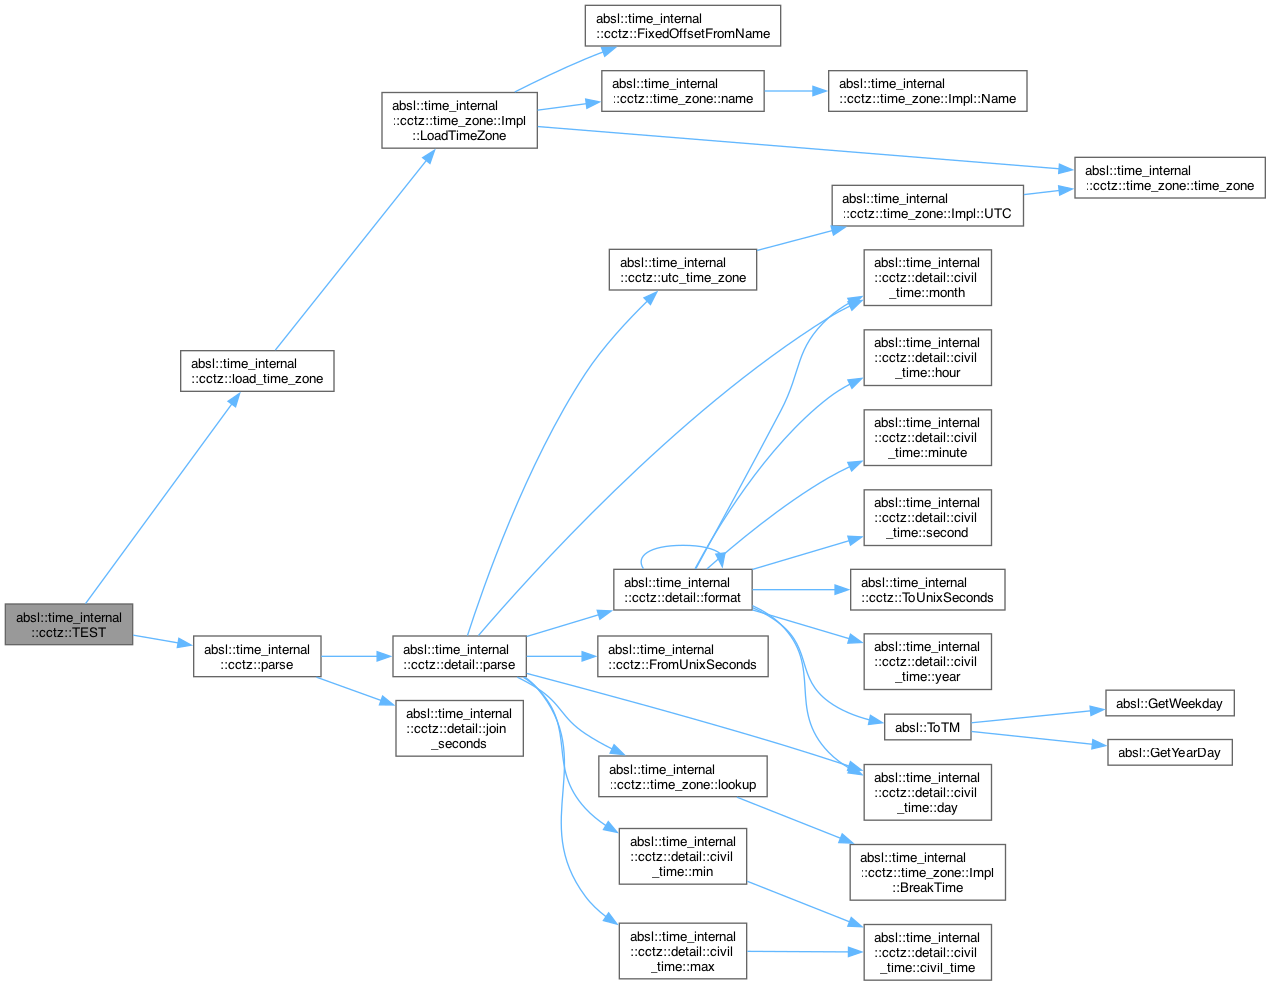 absl::time_internal
::cctz::FixedOffsetFromName
absl::time_internal
::cctz::time_zone::name
absl::time_internal
::cctz::time_zone::Impl::Name
absl::time_internal
::cctz::time_zone::Impl
::LoadTimeZone
absl::time_internal
::cctz::time_zone::time_zone
absl::time_internal
::cctz::time_zone::Impl::UTC
absl::time_internal
::cctz::utc_time_zone
absl::time_internal
::cctz::detail::civil
_time::month
absl::time_internal
::cctz::detail::civil
_time::hour
absl::time_internal
::cctz::load_time_zone
absl::time_internal
::cctz::detail::civil
_time::minute
absl::time_internal
::cctz::detail::civil
_time::second
absl::time_internal
::cctz::detail::format
absl::time_internal
::cctz::ToUnixSeconds
absl::time_internal
::cctz::TEST
absl::time_internal
::cctz::parse
absl::time_internal
::cctz::detail::parse
absl::time_internal
::cctz::FromUnixSeconds
absl::time_internal
::cctz::detail::civil
_time::year
absl::time_internal
::cctz::detail::join
_seconds
absl::ToTM
absl::GetWeekday
absl::GetYearDay
absl::time_internal
::cctz::time_zone::lookup
absl::time_internal
::cctz::detail::civil
_time::day
absl::time_internal
::cctz::detail::civil
_time::min
absl::time_internal
::cctz::time_zone::Impl
::BreakTime
absl::time_internal
::cctz::detail::civil
_time::max
absl::time_internal
::cctz::detail::civil
_time::civil_time